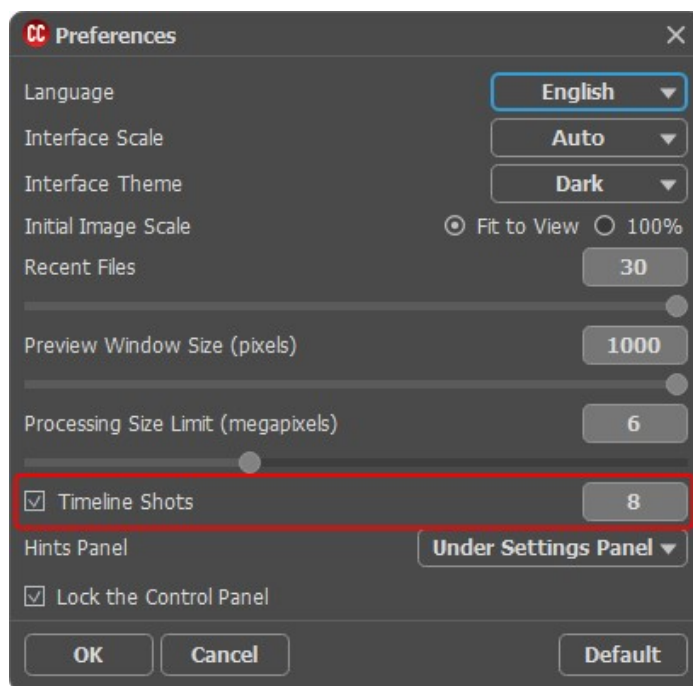 CC Preferences
Language English
Interface Scale Auto
Interface Theme Dark
Initial Image Scale Fit to View 100%
Recent Files 30
Preview Window Size (pixels) 1000
Processing Size Limit (megapixels) 6
Timeline Shots 8
Hints Panel Under Settings Panel
Lock the Control Panel
OK Cancel Default